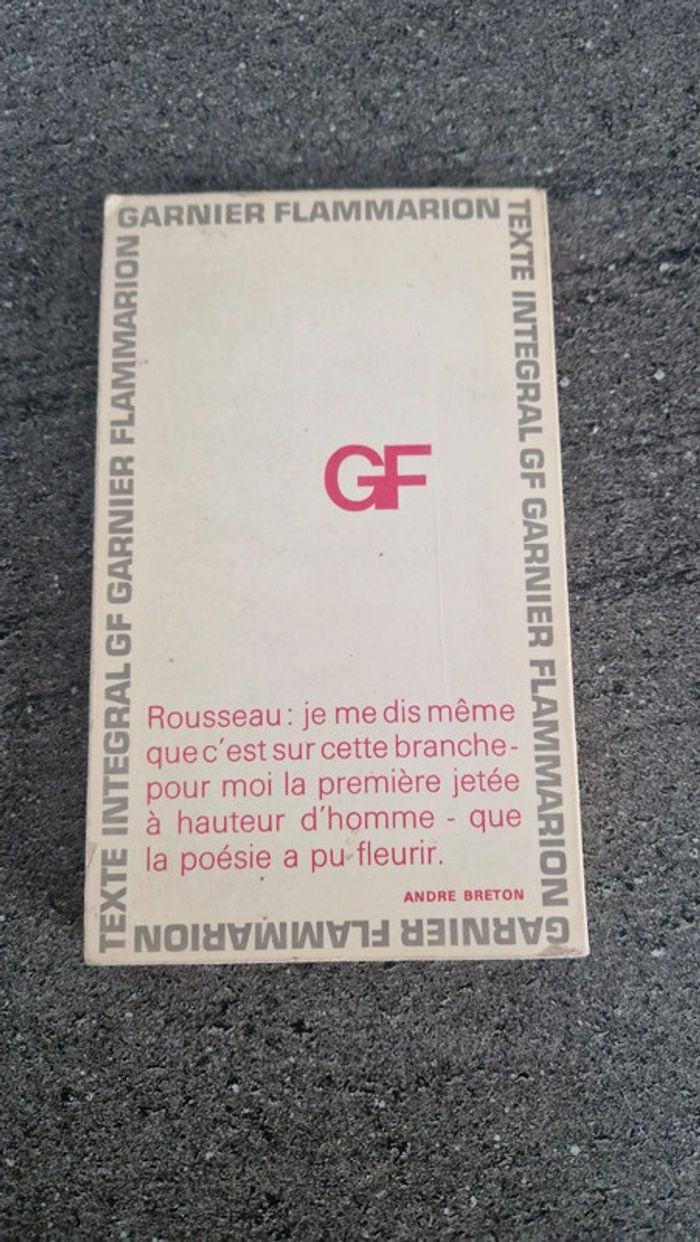 GARNIER FLAMMARION
TEXTE INTEGRAL GF GARNIER FLAMMARION
GF
Rousseau : je me dis même
que c'est sur cette branche -
pour moi la première jetée
à hauteur d'homme - que
la poésie a pu fleurir.
ANDRE BRETON
GARNIER FLAMMARION
TEXTE INTEGRAL GF GARNIER FLAMMARION